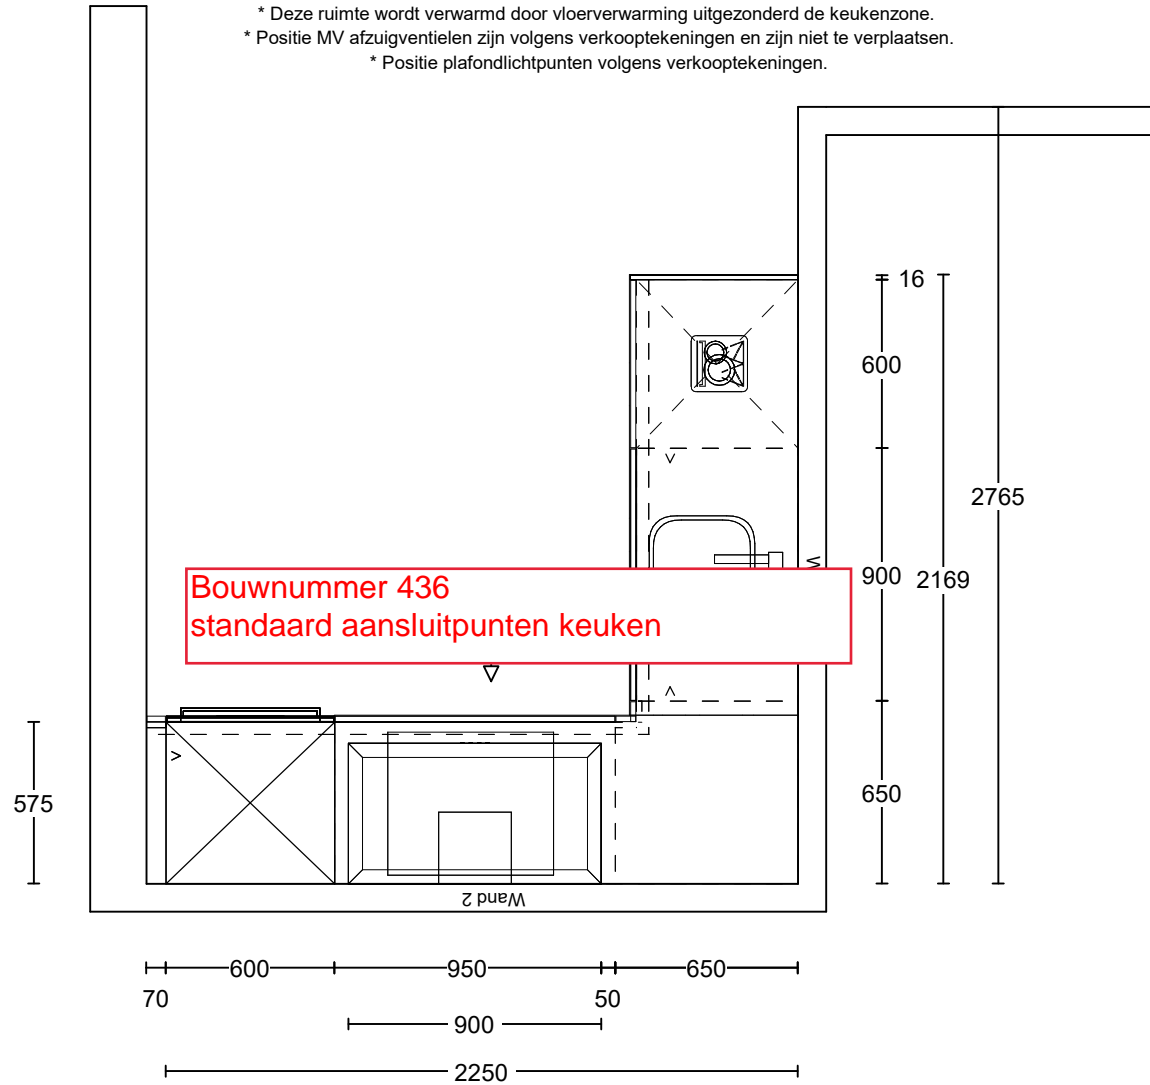 * Deze ruimte wordt verwarmd door vloerverwarming uitgezonderd de keukenzone.
* Positie MV afzuigventielen zijn volgens verkooptekeningen en zijn niet te verplaatsen.
* Positie plafondlichtpunten volgens verkooptekeningen.
16
600
2765
900
2169
W
Bouwnummer 436
standaard aansluitpunten keuken
575
650
Wand 2
600
950
650
70
50
900
2250